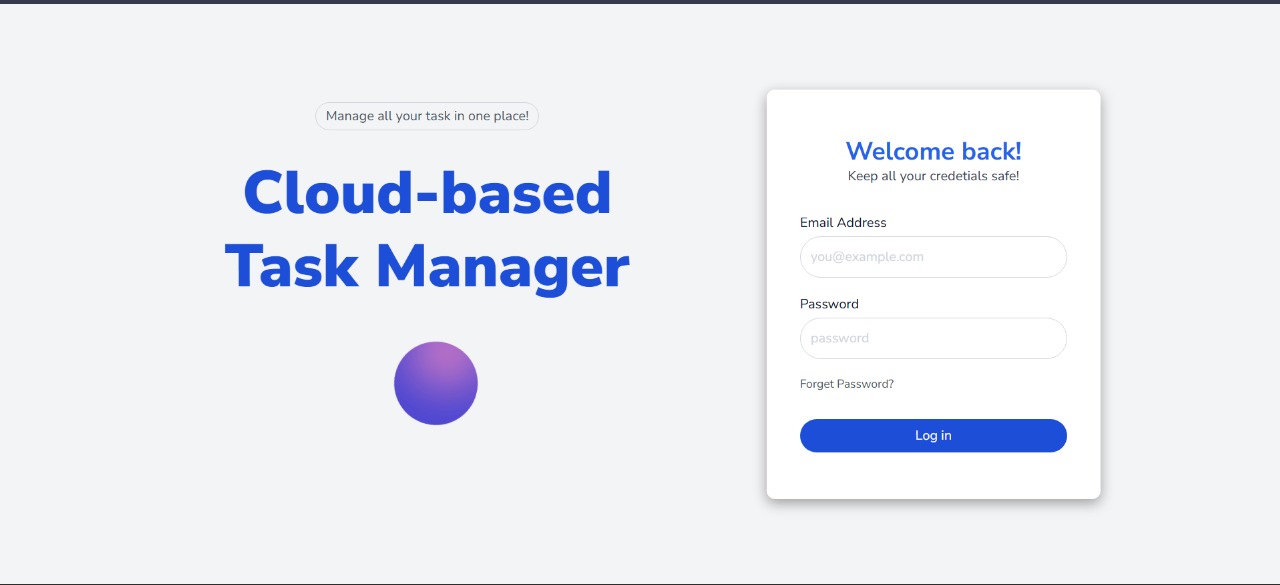 Manage all your task in one place!
Cloud-based
Task Manager
Welcome back!
Keep all your credetials safe!
Email Address
you@example.com
Password
password
Forget Password?
Log in